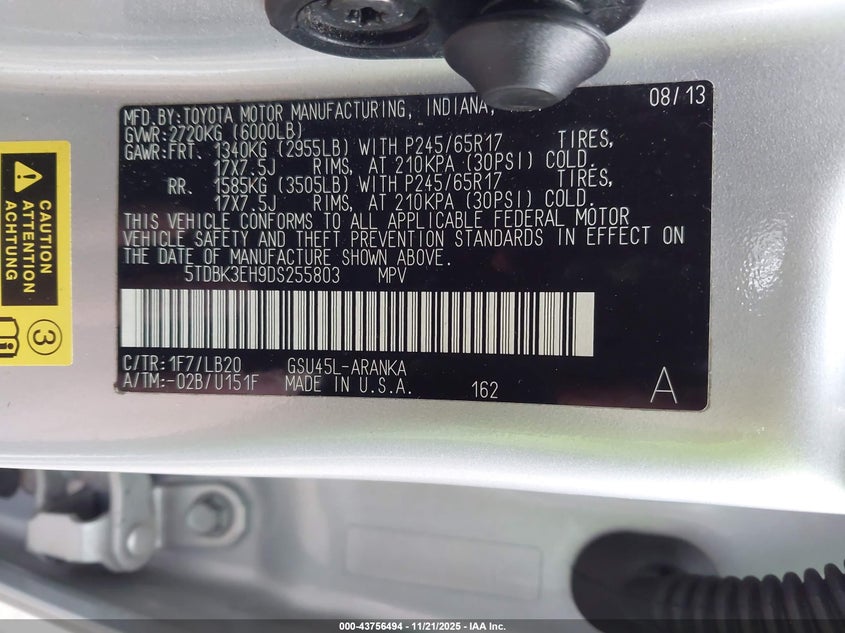 MFD.BY:TOYOTA MOTOR MANUFACTURING, INDIANA, 08/13
GVWR:2720KG (6000LB)
GAWR:FRT. 1340KG (2955LB) WITH P245/65R17 TIRES,
17X7.5J RIMS, AT 210KPA (30PSI) COLD.
RR. 1585KG (3505LB) WITH P245/65R17 TIRES,
17X7.5J RIMS, AT 210KPA (30PSI) COLD.
THIS VEHICLE CONFORMS TO ALL APPLICABLE FEDERAL MOTOR
VEHICLE SAFETY AND THEFT PREVENTION STANDARDS IN EFFECT ON
THE DATE OF MANUFACTURE SHOWN ABOVE.
5TDBK3EH9DS255803 MPV
C/TR:1F7/LB20 GSU45L-ARANKA
A/TM:-02B/U151F MADE IN U.S.A. 162 A
CAUTION
ATTENTION
ACHTUNG
3
000-43756494 - 11/21/2025 - IAA Inc.